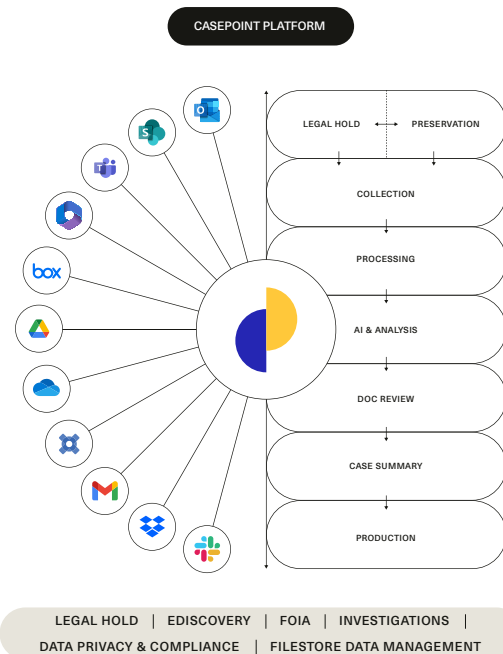 CASEPOINT PLATFORM
LEGAL HOLD
PRESERVATION
COLLECTION
PROCESSING
box
AI & ANALYSIS
DOC REVIEW
CASE SUMMARY
PRODUCTION
LEGAL HOLD | EDISCOVERY | FOIA | INVESTIGATIONS |
DATA PRIVACY & COMPLIANCE | FILESTORE DATA MANAGEMENT